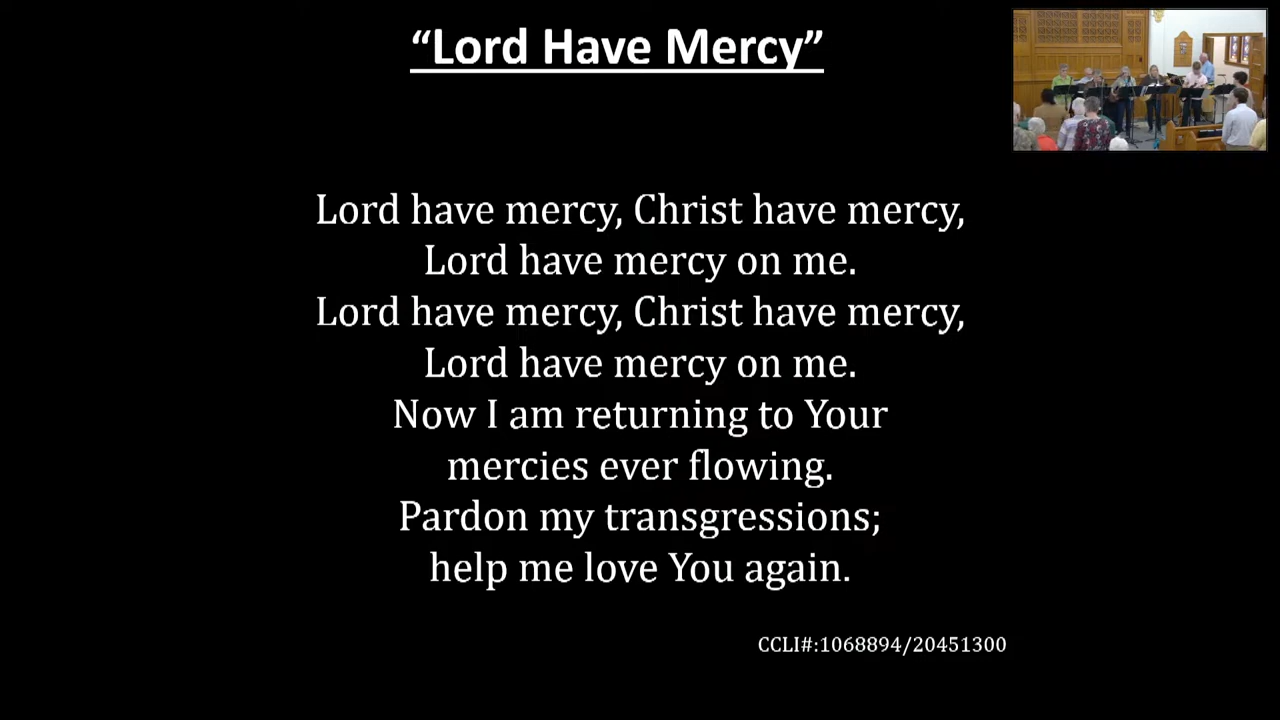 “Lord Have Mercy”
Lord have mercy, Christ have mercy,
Lord have mercy on me.
Lord have mercy, Christ have mercy,
Lord have mercy on me.
Now I am returning to Your
mercies ever flowing.
Pardon my transgressions;
help me love You again.
CCLI#:1068894/20451300